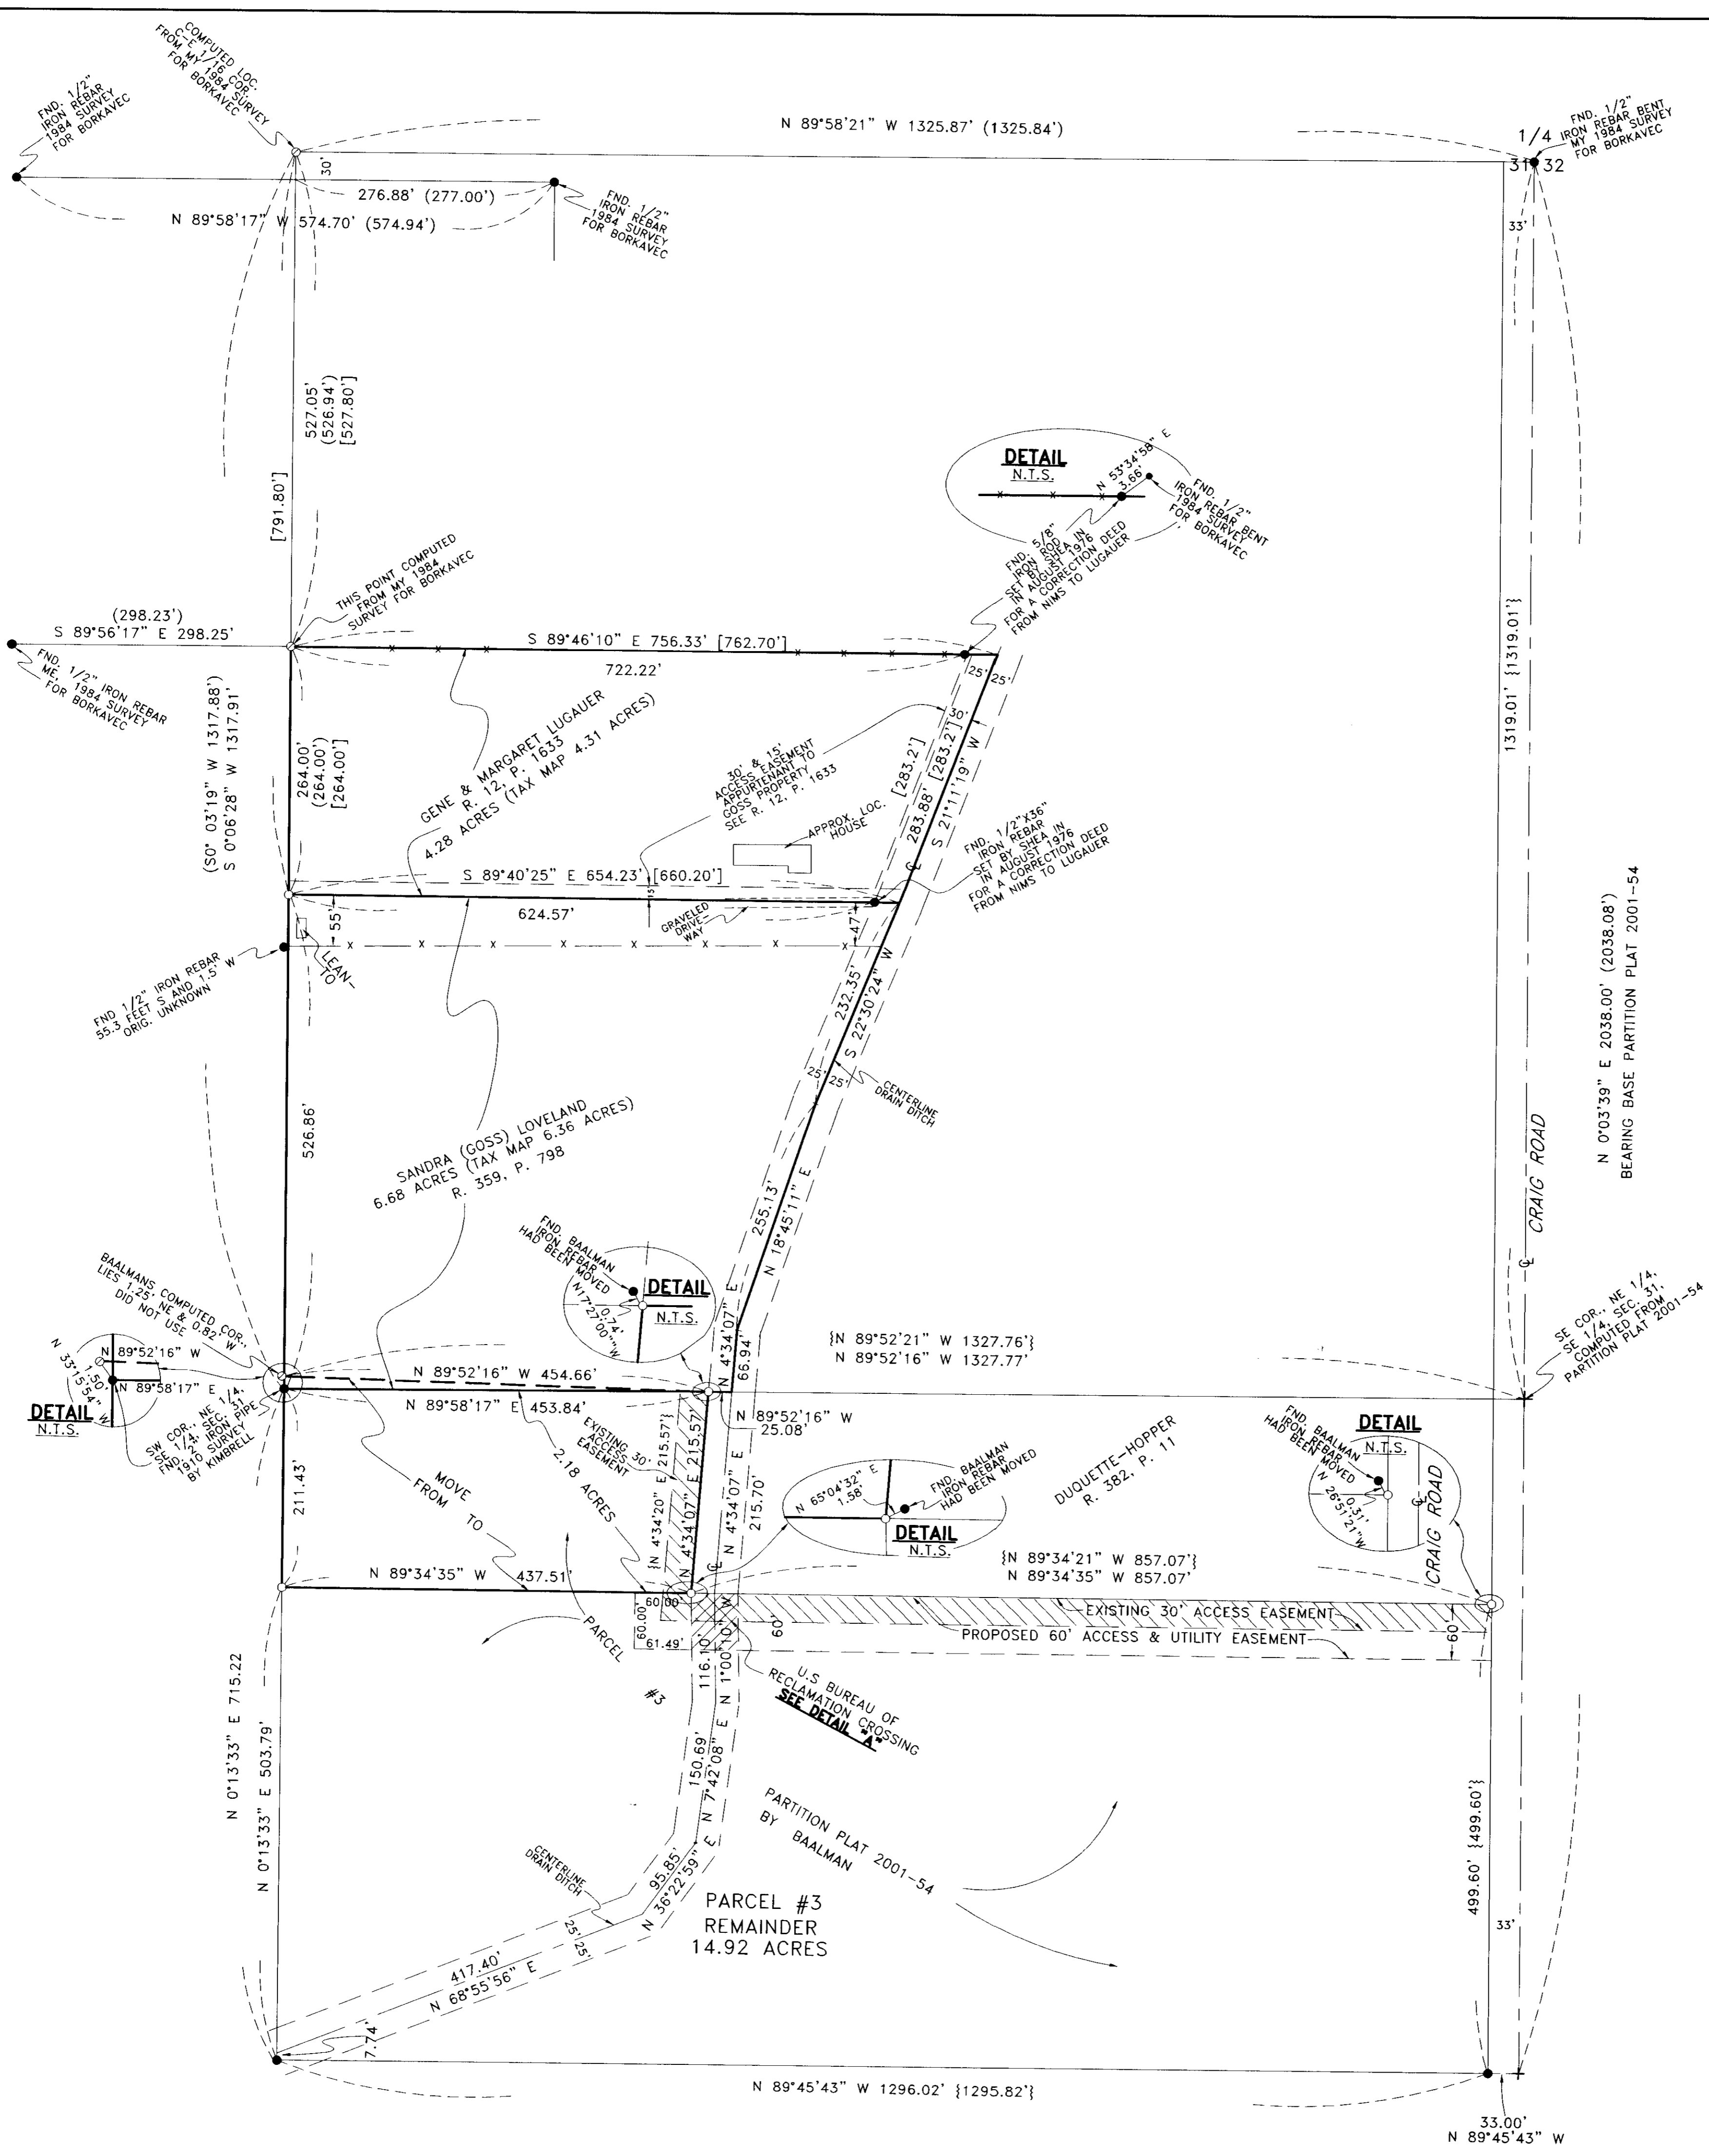 COMPUTED LOC.
C-E 1/16 COR.
FROM MY 1984 SURVEY
FOR BORKAVEC
FND. 1/2"
IRON REBAR
1984 SURVEY
FOR BORKAVEC
N 89°58'21" W 1325.87' (1325.84')
FND. 1/2"
IRON REBAR BENT
MY 1984 SURVEY
FOR BORKAVEC
1/4
31 32
30'
33'
276.88' (277.00')
N 89°58'17" W 574.70' (574.94')
FND. 1/2"
IRON REBAR
1984 SURVEY
FOR BORKAVEC
527.05'
(526.94')
[527.80']
[791.80']
DETAIL
N.T.S.
N 53°34'58" E
3.66'
FND. 1/2"
IRON REBAR BENT
1984 SURVEY
FOR BORKAVEC
FND. 5/8"
IRON ROD
SET BY SHEA IN
IN AUGUST 1976
FOR A CORRECTION DEED
FROM NIMS TO LUGAUER
THIS POINT COMPUTED
FROM MY 1984
SURVEY FOR BORKAVEC
(298.23')
S 89°56'17" E 298.25'
FND. 1/2" IRON REBAR
ME, 1984 SURVEY
FOR BORKAVEC
S 89°46'10" E 756.33' [762.70']
722.22'
25' 25'
30'
(S0° 03'19" W 1317.88')
S 0°06'28" W 1317.91'
264.00'
(264.00')
[264.00']
GENE & MARGARET LUGAUER
R. 12, P. 1633
4.28 ACRES (TAX MAP 4.31 ACRES)
30' & 15'
ACCESS EASEMENT
APPURTENANT TO
GOSS PROPERTY
SEE R. 12, P. 1633
APPROX. LOC.
HOUSE
[283.2']
283.88' [283.2']
S 21°11'19" W
FND. 1/2"X36"
IRON REBAR
SET BY SHEA IN
IN AUGUST 1976
FOR A CORRECTION DEED
FROM NIMS TO LUGAUER
1319.01' {1319.01'}
S 89°40'25" E 654.23' [660.20']
15'
624.57'
GRAVELED
DRIVE-
WAY
55'
47'
LEAN-
TO
FND 1/2" IRON REBAR
55.3 FEET S AND 1.5' W
ORIG. UNKNOWN
232.35'
S 22°30'24" W
25' 25'
CENTERLINE
DRAIN DITCH
N 0°03'39" E 2038.00' (2038.08')
BEARING BASE PARTITION PLAT 2001-54
526.86'
SANDRA (GOSS) LOVELAND
6.68 ACRES (TAX MAP 6.36 ACRES)
R. 359, P. 798
255.13'
N 18°45'11" E
CRAIG ROAD
FND. BAALMAN
IRON REBAR
HAD BEEN MOVED
DETAIL
N.T.S.
0.74'
N17°27'00"W
N 4°34'07" E
66.94'
BAALMANS COMPUTED COR.,
LIES 1.25' NE & 0.82' W
DID NOT USE
N 89°52'16" W
1.50'
N 33°15'54" W
N 89°58'17" E
DETAIL
N.T.S.
SW COR., NE 1/4.
SE 1/4, SEC. 31
FND. 2" IRON PIPE
1910 SURVEY
BY KIMBRELL
N 89°52'16" W 454.66'
N 89°58'17" E 453.84'
{N 89°52'21" W 1327.76'}
N 89°52'16" W 1327.77'
SE COR., NE 1/4,
SE 1/4, SEC. 31,
COMPUTED FROM
PARTITION PLAT 2001-54
N 89°52'16" W
25.08'
EXISTING 30'
ACCESS
EASEMENT
2.18 ACRES
MOVE
FROM TO
211.43'
{N 4°34'20" E 215.57'}
N 4°34'07" E 215.57'
N 4°34'07" E
215.70'
N 65°04'32" E
1.58'
FND. BAALMAN
IRON REBAR
HAD BEEN MOVED
DETAIL
N.T.S.
DUQUETTE-HOPPER
R. 382, P. 11
FND. BAALMAN
IRON REBAR
HAD BEEN MOVED
DETAIL
N.T.S.
0.31'
N 26°51'21"W
CRAIG ROAD
N 89°34'35" W 437.51'
{N 89°34'21" W 857.07'}
N 89°34'35" W 857.07'
60.00'
60.00'
61.49'
60'
EXISTING 30' ACCESS EASEMENT
PROPOSED 60' ACCESS & UTILITY EASEMENT
60'
PARCEL
#3
116.10'
N 1°00'10" W
U.S BUREAU OF
RECLAMATION CROSSING
SEE DETAIL "A"
N 0°13'33" E 715.22
N 0°13'33" E 503.79'
150.69'
N 7°42'08" E
PARTITION PLAT 2001-54
BY BAALMAN
499.60' {499.60'}
33'
CENTERLINE
DRAIN DITCH
95.85'
N 36°22'59" E
PARCEL #3
REMAINDER
14.92 ACRES
25' 25'
417.40'
N 68°55'56" E
7.74'
N 89°45'43" W 1296.02' {1295.82'}
33.00'
N 89°45'43" W